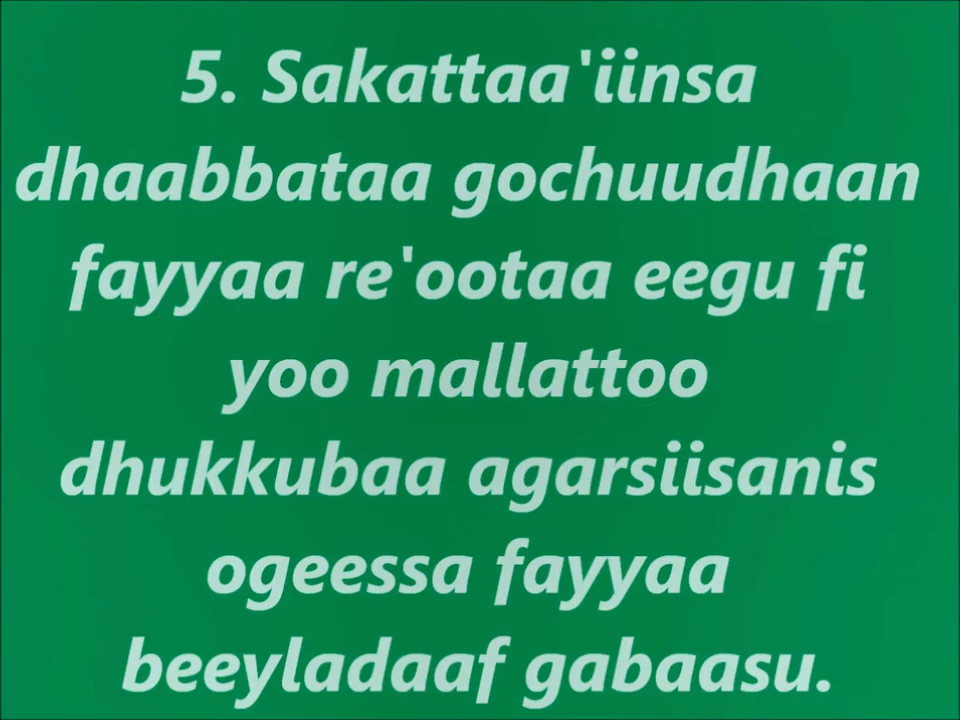 5. Sakattaa'iinsa
dhaabbataa gochuudhaan
fayyaa re'ootaa eegu fi
yoo mallattoo
dhukkubaa agarsiisanis
ogeessa fayyaa
beeyladaaf gabaasu.